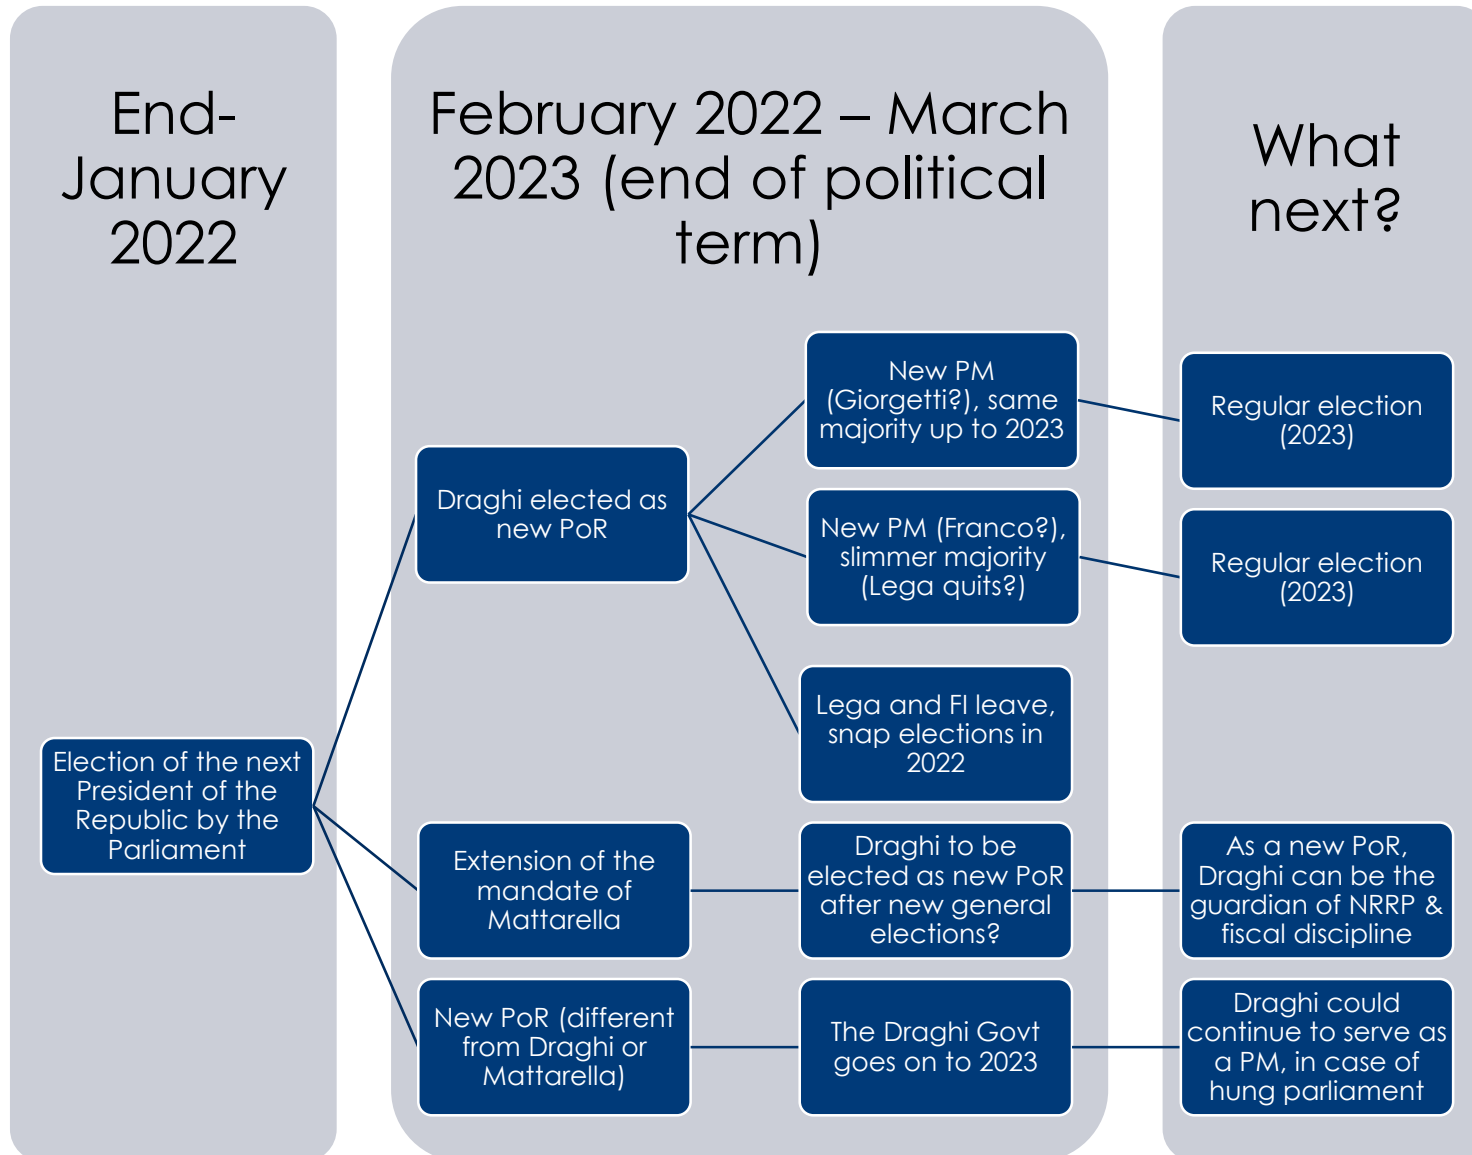 End-
January
2022
February 2022 – March
2023 (end of political
term)
What
next?
Election of the next
President of the
Republic by the
Parliament
Draghi elected as
new PoR
New PM
(Giorgetti?), same
majority up to 2023
Regular election
(2023)
New PM (Franco?),
slimmer majority
(Lega quits?)
Regular election
(2023)
Lega and FI leave,
snap elections in
2022
Extension of the
mandate of
Mattarella
Draghi to be
elected as new PoR
after new general
elections?
As a new PoR,
Draghi can be the
guardian of NRRP &
fiscal discipline
New PoR (different
from Draghi or
Mattarella)
The Draghi Govt
goes on to 2023
Draghi could
continue to serve as
a PM, in case of
hung parliament